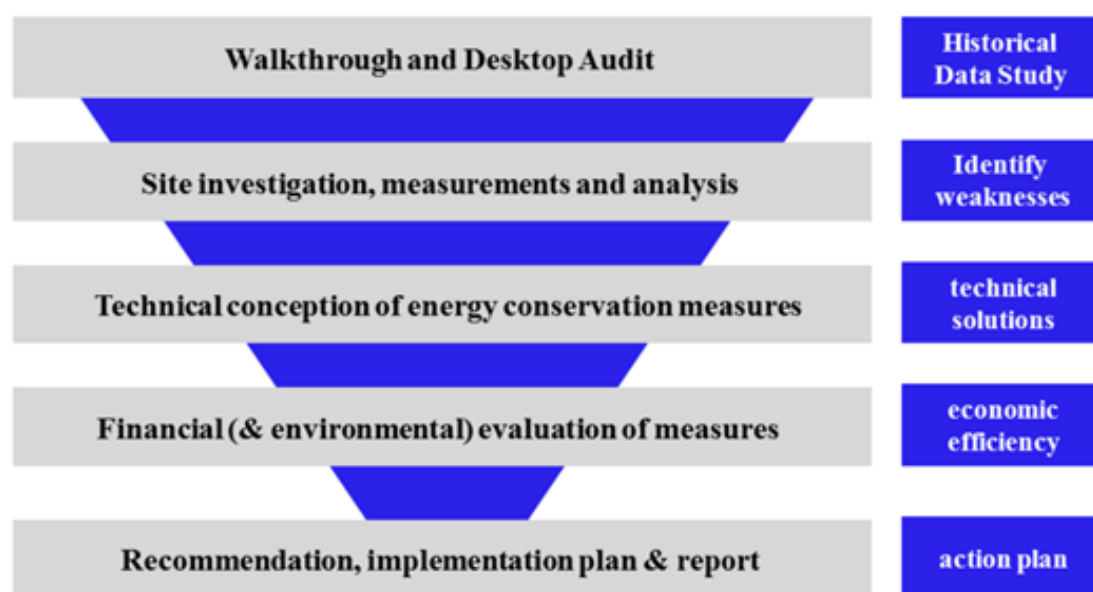 Walkthrough and Desktop Audit
Historical
Data Study
Site investigation, measurements and analysis
Identify
weaknesses
Technical conception of energy conservation measures
technical
solutions
Financial (& environmental) evaluation of measures
economic
efficiency
Recommendation, implementation plan & report
action plan